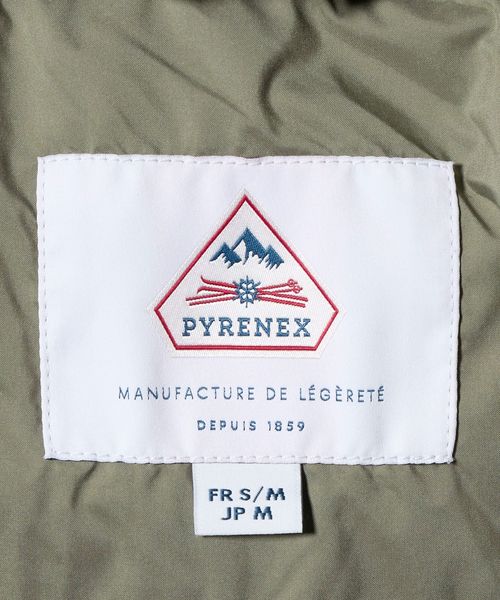 PYRENEX
MANUFACTURE DE LÉGÈRETÉ
DEPUIS 1859
FR S/M
JP M